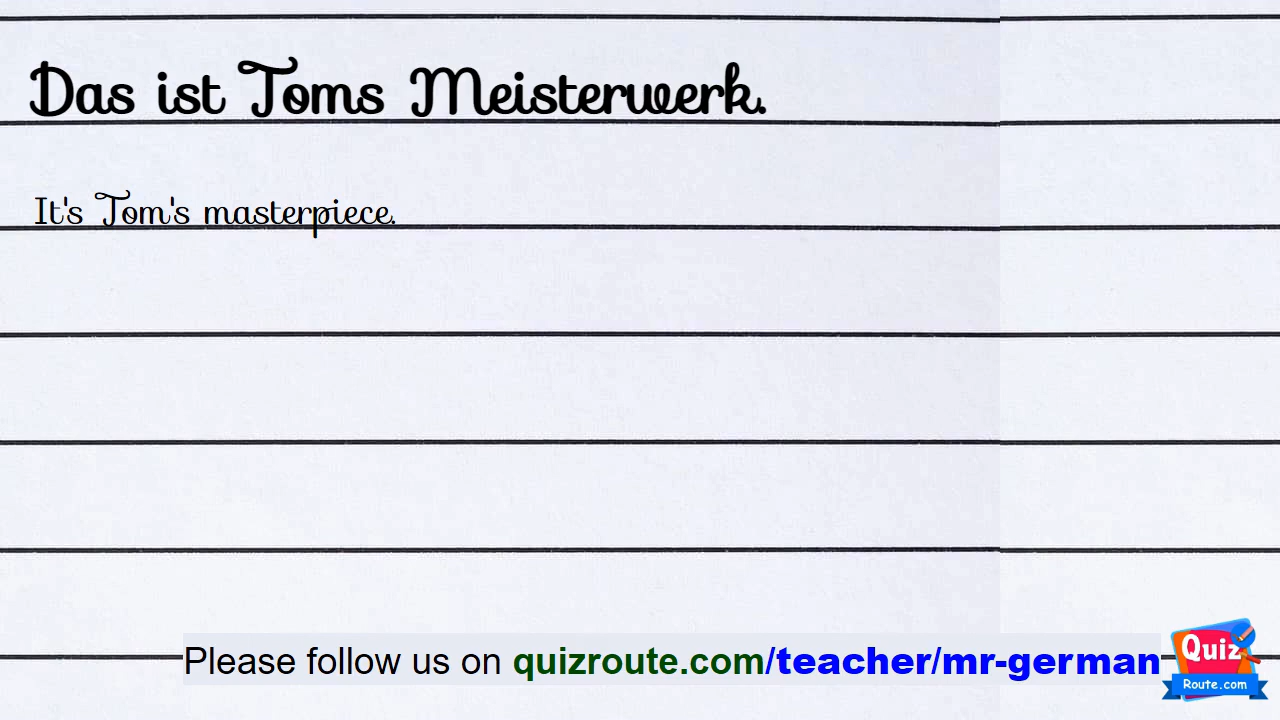 Das ist Toms Meisterwerk.
It's Tom's masterpiece.
Please follow us on quizroute.com/teacher/mr-german
Quiz
Route.com